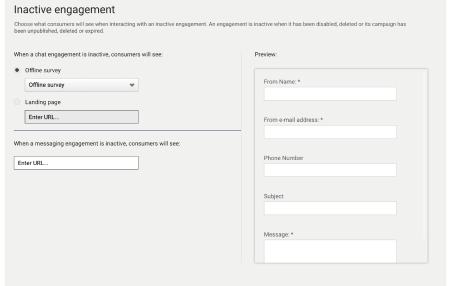 Inactive engagement
Choose what consumers will see when interacting with an inactive engagement. An engagement is inactive when it has been disabled, deleted or its campaign has
been unpublished, deleted or expired.
When a chat engagement is inactive, consumers will see:
Offline survey
Offline survey
Landing page
Enter URL...
When a messaging engagement is inactive, consumers will see:
Enter URL...
Preview:
From Name: *
From e-mail address: *
Phone Number
Subject
Message: *